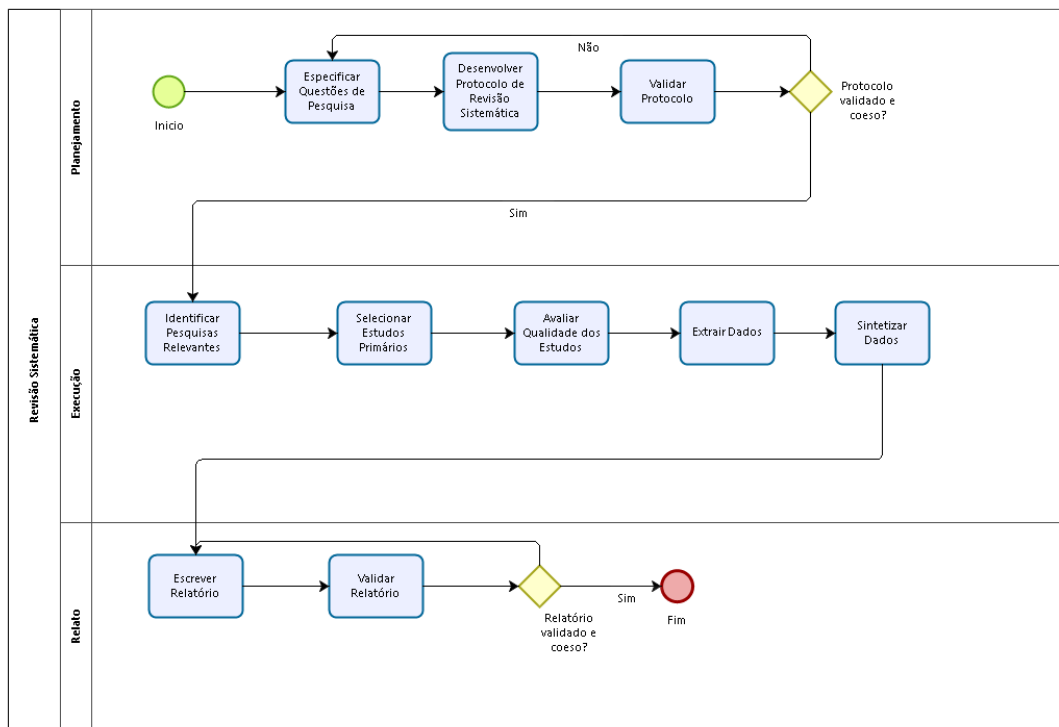 Revisão Sistemática
Planejamento
Inicio
Especificar
Questões de
Pesquisa
Desenvolver
Protocolo de
Revisão
Sistemática
Validar
Protocolo
Não
Protocolo
validado e
coeso?
Sim
Execução
Identificar
Pesquisas
Relevantes
Selecionar
Estudos
Primários
Avaliar
Qualidade dos
Estudos
Extrair Dados
Sintetizar
Dados
Relato
Escrever
Relatório
Validar
Relatório
Relatório
validado e
coeso?
Sim
Fim